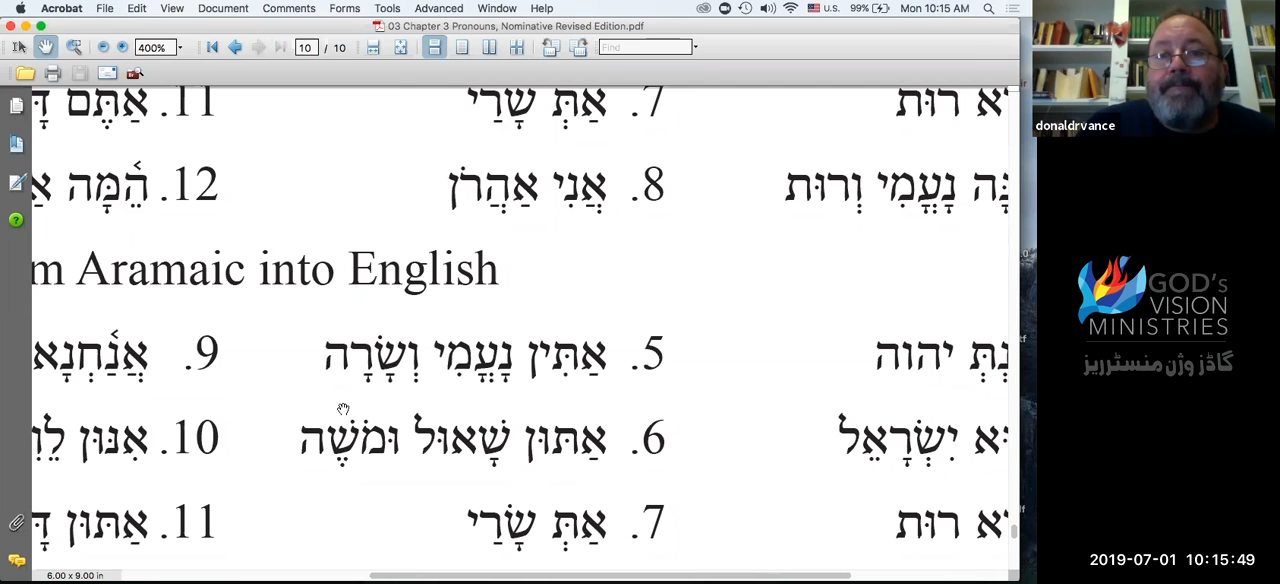 Acrobat File Edit View Document Comments Forms Tools Advanced Window Help U.S. 99% Mon 10:15 AM
03 Chapter 3 Pronouns, Nominative Revised Edition.pdf
400% 10 / 10 Find
donaldrvance
רוּת 7. אַתְּ שָׂרַי 11. אַתֶּם
נָעֳמִי וְרוּת 8. אֲנִי אַהֲרֹן 12. הֵ֫מָּה
Aramaic into English
יהוה 5. אַתִּין נָעֳמִי וְשָׂרָה 9. אֲנַ֫חְנָא
יִשְׂרָאֵל 6. אַתּוּן שָׁאוּל וּמֹשֶׁה 10. אִנּוּן
רוּת 7. אַתְּ שָׂרַי 11. אַתּוּן
6.00 x 9.00 in
GOD's
VISION
MINISTRIES
گاڈز وژن منسٹریز
2019-07-01 10:15:49